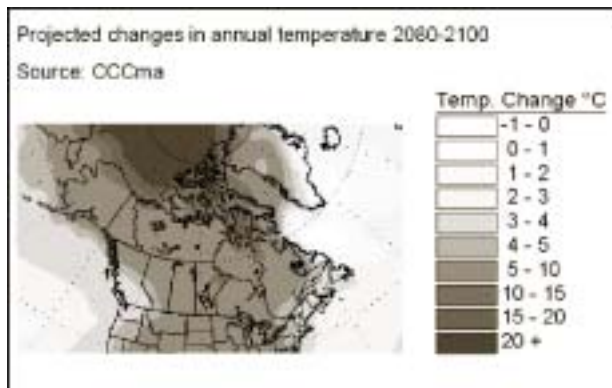 Projected changes in annual temperature 2080-2100
Source: CCCma
Temp. Change °C
-1 - 0
0 - 1
1 - 2
2 - 3
3 - 4
4 - 5
5 - 10
10 - 15
15 - 20
20 +